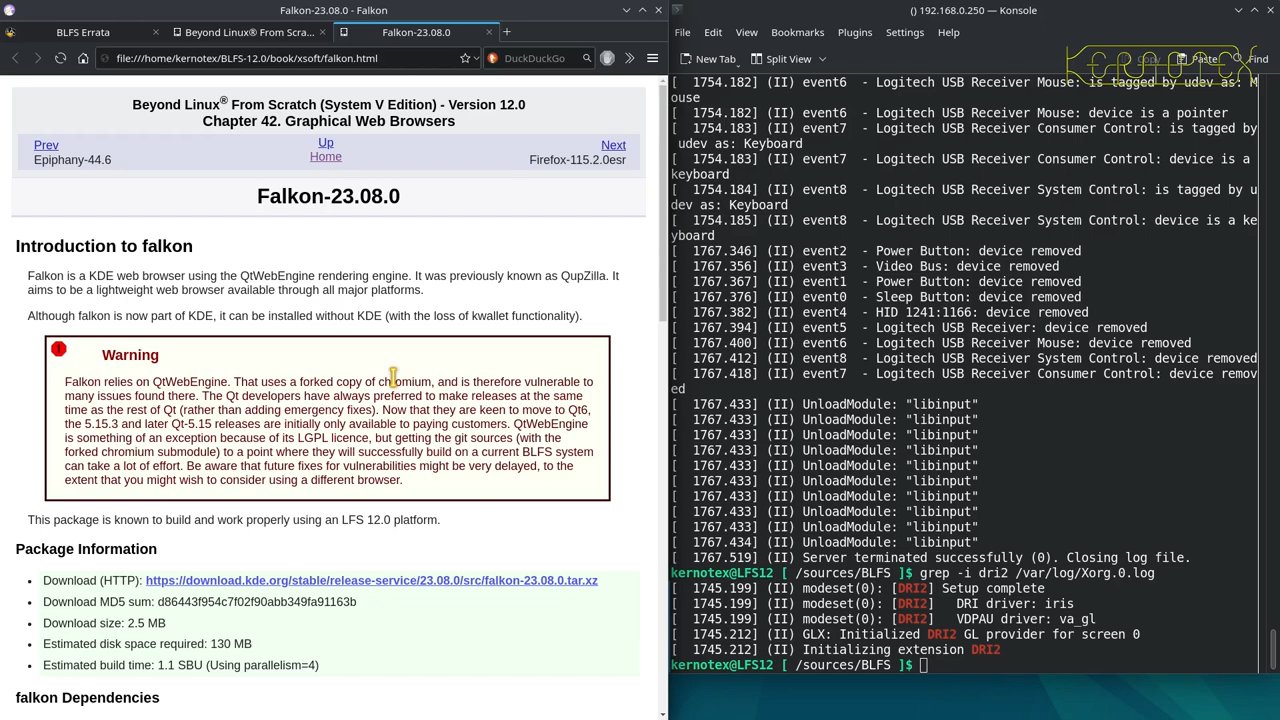 Falkon-23.08.0 - Falkon
BLFS Errata
Beyond Linux® From Scra...
Falkon-23.08.0
file:///home/kernotex/BLFS-12.0/book/xsoft/falkon.html
DuckDuckGo
Beyond Linux® From Scratch (System V Edition) - Version 12.0
Chapter 42. Graphical Web Browsers
Prev
Up
Next
Epiphany-44.6
Home
Firefox-115.2.0esr
Falkon-23.08.0
Introduction to falkon
Falkon is a KDE web browser using the QtWebEngine rendering engine. It was previously known as QupZilla. It
aims to be a lightweight web browser available through all major platforms.
Although falkon is now part of KDE, it can be installed without KDE (with the loss of kwallet functionality).
Warning
Falkon relies on QtWebEngine. That uses a forked copy of chromium, and is therefore vulnerable to
many issues found there. The Qt developers have always preferred to make releases at the same
time as the rest of Qt (rather than adding emergency fixes). Now that they are keen to move to Qt6,
the 5.15.3 and later Qt-5.15 releases are initially only available to paying customers. QtWebEngine
is something of an exception because of its LGPL licence, but getting the git sources (with the
forked chromium submodule) to a point where they will successfully build on a current BLFS system
can take a lot of effort. Be aware that future fixes for vulnerabilities might be very delayed, to the
extent that you might wish to consider using a different browser.
This package is known to build and work properly using an LFS 12.0 platform.
Package Information
• Download (HTTP): https://download.kde.org/stable/release-service/23.08.0/src/falkon-23.08.0.tar.xz
• Download MD5 sum: d86443f954c7f02f90abb349fa91163b
• Download size: 2.5 MB
• Estimated disk space required: 130 MB
• Estimated build time: 1.1 SBU (Using parallelism=4)
falkon Dependencies
() 192.168.0.250 — Konsole
File Edit View Bookmarks Plugins Settings Help
New Tab Split View Copy Paste Find
KERNOTEX
[  1754.182] (II) event6  - Logitech USB Receiver Mouse: is tagged by udev as: M
ouse
[  1754.182] (II) event6  - Logitech USB Receiver Mouse: device is a pointer
[  1754.183] (II) event7  - Logitech USB Receiver Consumer Control: is tagged by
 udev as: Keyboard
[  1754.183] (II) event7  - Logitech USB Receiver Consumer Control: device is a
keyboard
[  1754.184] (II) event8  - Logitech USB Receiver System Control: is tagged by u
dev as: Keyboard
[  1754.185] (II) event8  - Logitech USB Receiver System Control: device is a ke
yboard
[  1767.346] (II) event2  - Power Button: device removed
[  1767.356] (II) event3  - Video Bus: device removed
[  1767.367] (II) event1  - Power Button: device removed
[  1767.376] (II) event0  - Sleep Button: device removed
[  1767.382] (II) event4  - HID 1241:1166: device removed
[  1767.394] (II) event5  - Logitech USB Receiver: device removed
[  1767.400] (II) event6  - Logitech USB Receiver Mouse: device removed
[  1767.412] (II) event8  - Logitech USB Receiver System Control: device removed
[  1767.418] (II) event7  - Logitech USB Receiver Consumer Control: device remov
ed
[  1767.433] (II) UnloadModule: "libinput"
[  1767.433] (II) UnloadModule: "libinput"
[  1767.433] (II) UnloadModule: "libinput"
[  1767.433] (II) UnloadModule: "libinput"
[  1767.433] (II) UnloadModule: "libinput"
[  1767.433] (II) UnloadModule: "libinput"
[  1767.433] (II) UnloadModule: "libinput"
[  1767.433] (II) UnloadModule: "libinput"
[  1767.433] (II) UnloadModule: "libinput"
[  1767.434] (II) UnloadModule: "libinput"
[  1767.519] (II) Server terminated successfully (0). Closing log file.
kernotex@LFS12 [ /sources/BLFS ]$ grep -i dri2 /var/log/Xorg.0.log
[  1745.199] (II) modeset(0): [DRI2] Setup complete
[  1745.199] (II) modeset(0): [DRI2]   DRI driver: iris
[  1745.199] (II) modeset(0): [DRI2]   VDPAU driver: va_gl
[  1745.212] (II) GLX: Initialized DRI2 GL provider for screen 0
[  1745.212] (II) Initializing extension DRI2
kernotex@LFS12 [ /sources/BLFS ]$